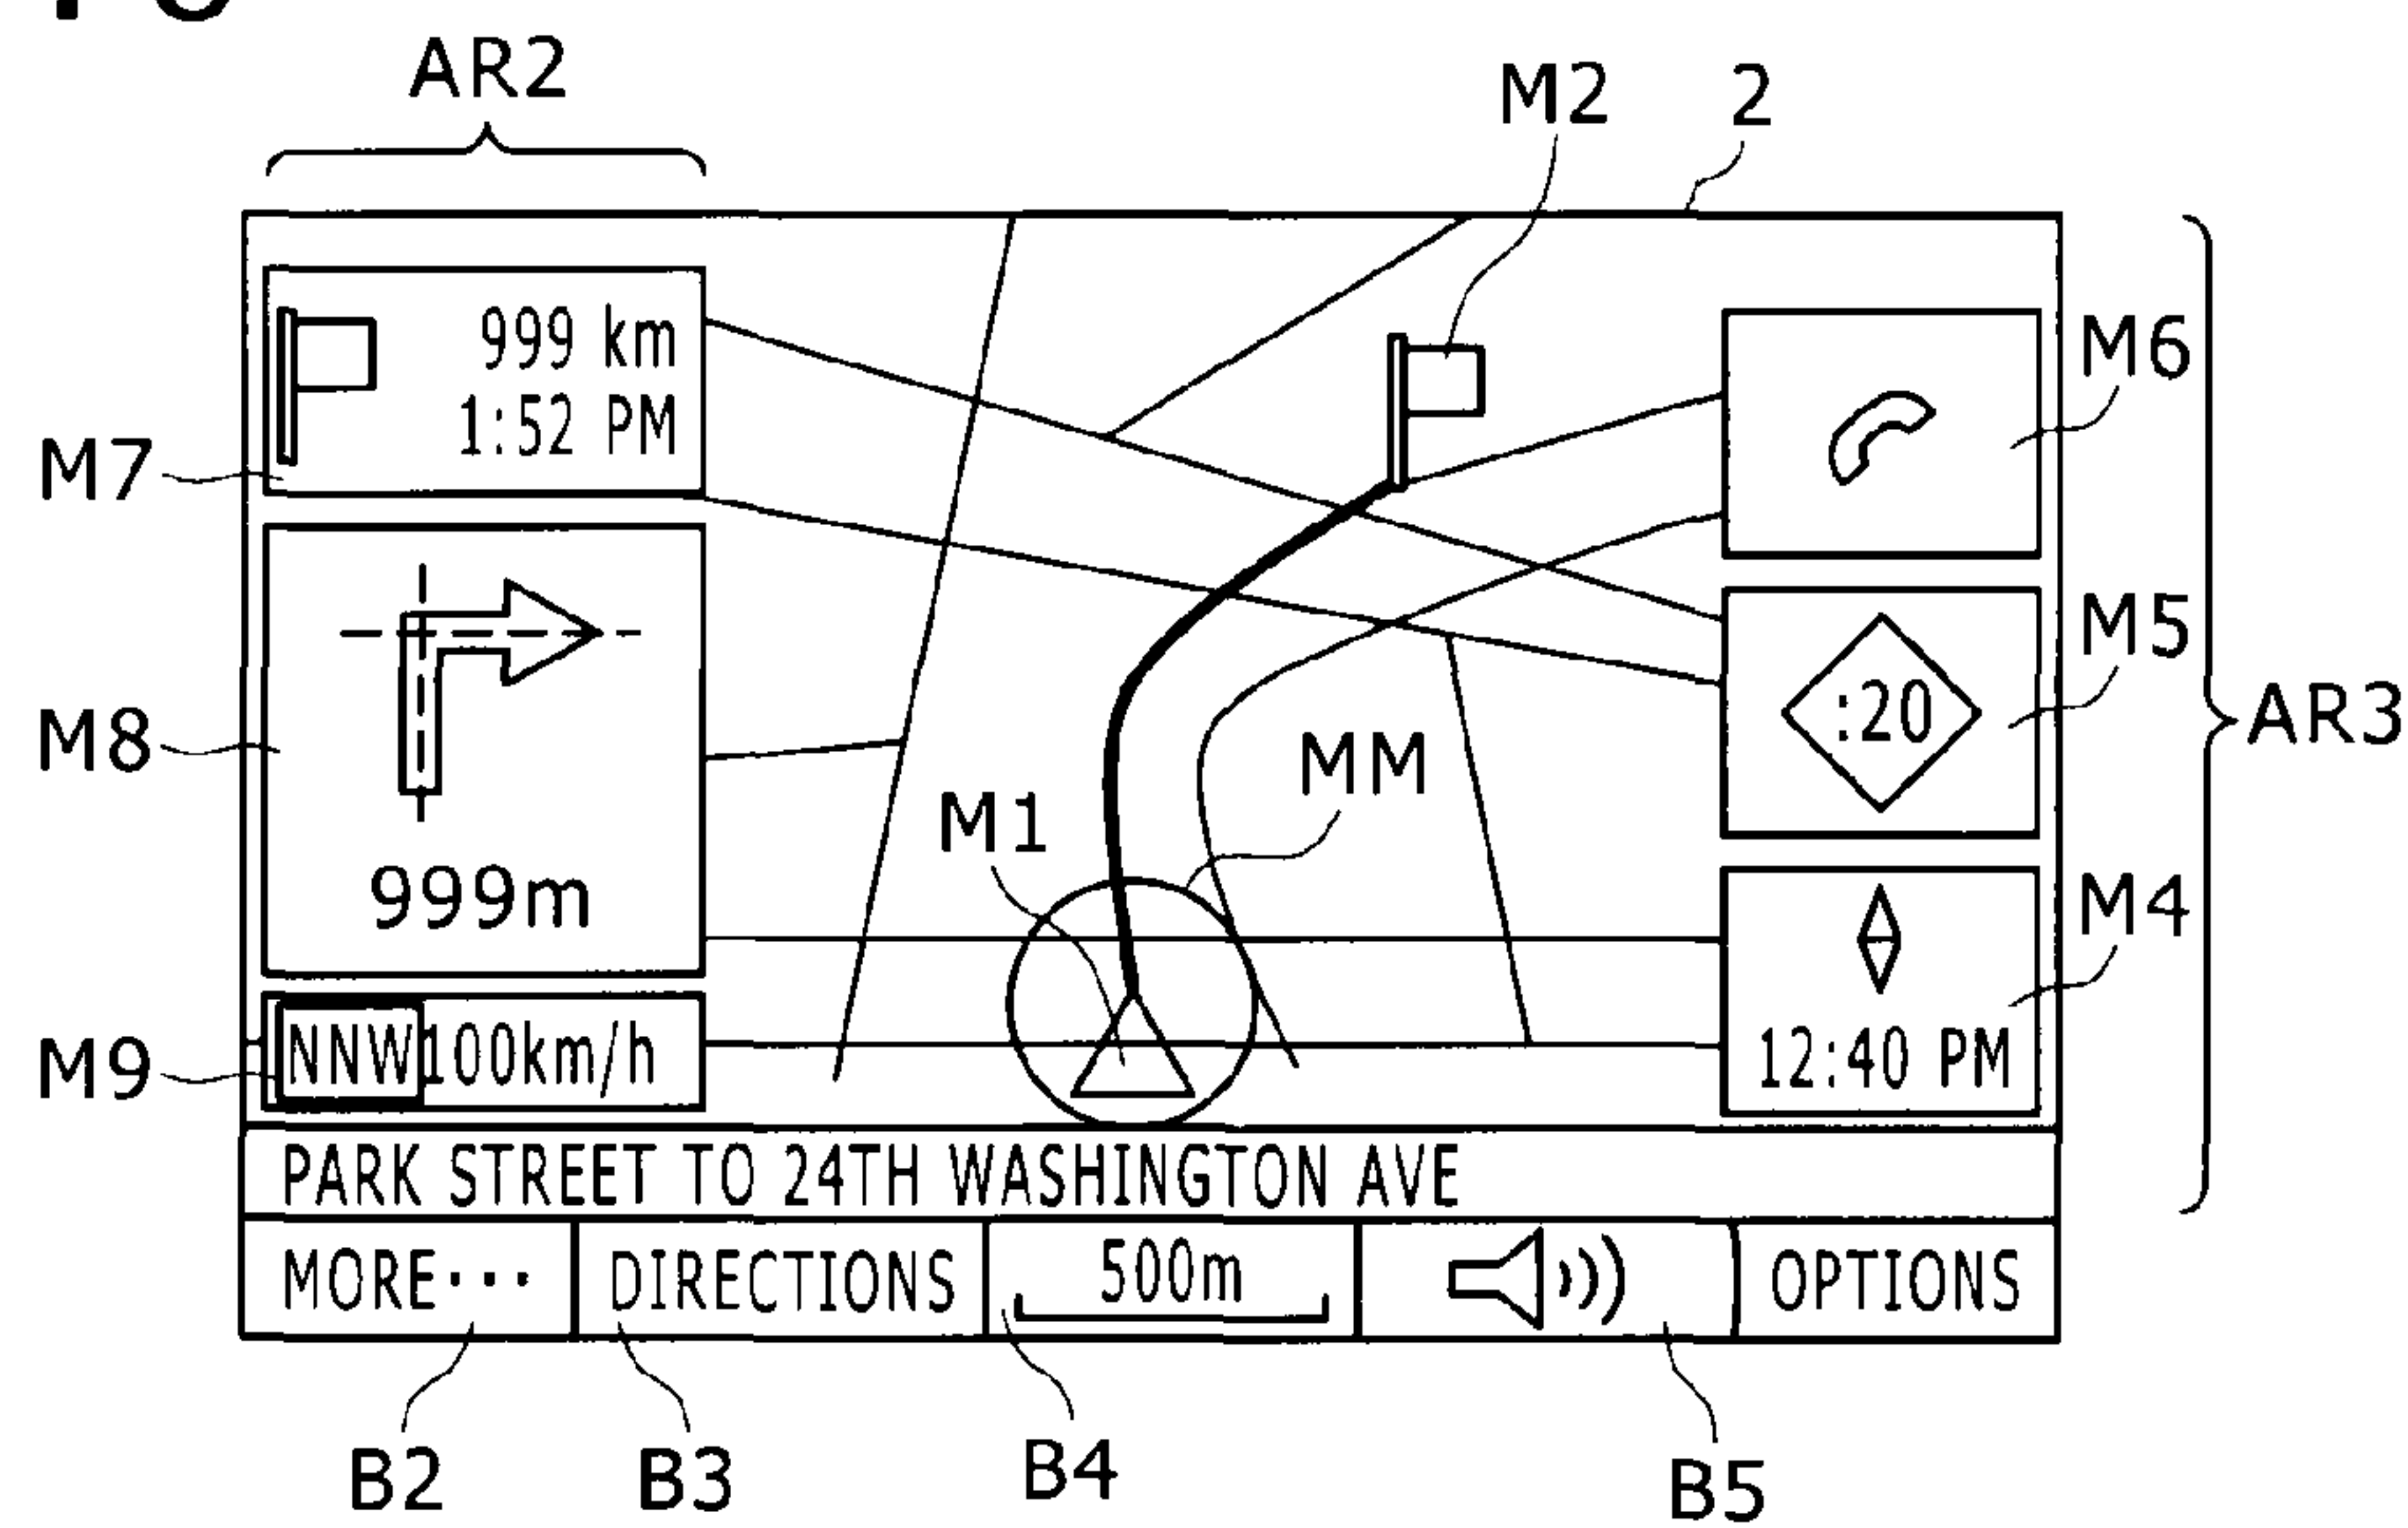 AR2
M2
2
999 km
1:52 PM
M6
M7
M5
:20
AR3
M8
MM
M1
999m
M4
NNW 100km/h
12:40 PM
M9
PARK STREET TO 24TH WASHINGTON AVE
MORE··· DIRECTIONS 500m OPTIONS
B2 B3 B4 B5